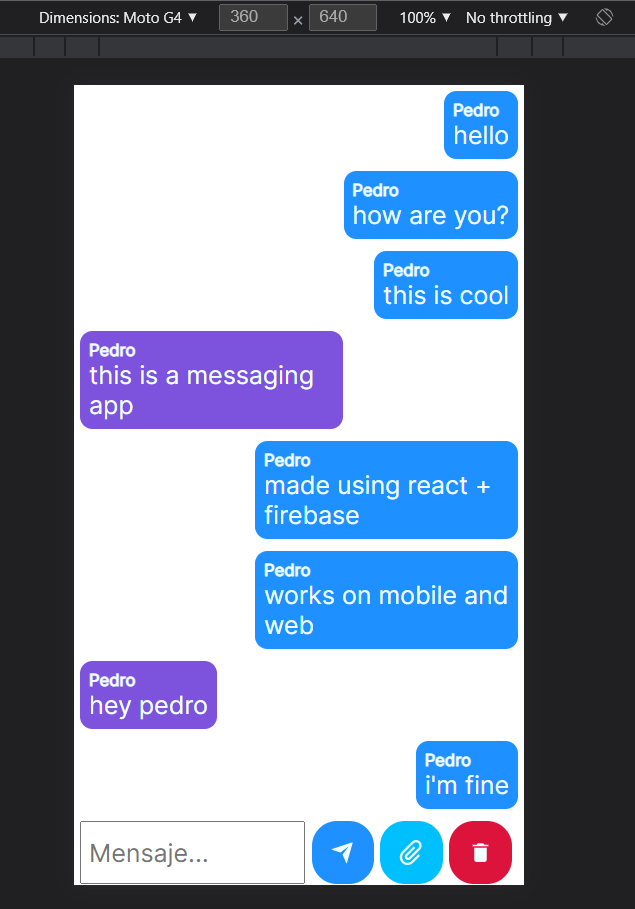 Dimensions: Moto G4 ▼ 360 × 640 100% ▼ No throttling ▼
Pedro
hello
Pedro
how are you?
Pedro
this is cool
Pedro
this is a messaging
app
Pedro
made using react +
firebase
Pedro
works on mobile and
web
Pedro
hey pedro
Pedro
i'm fine
Mensaje...